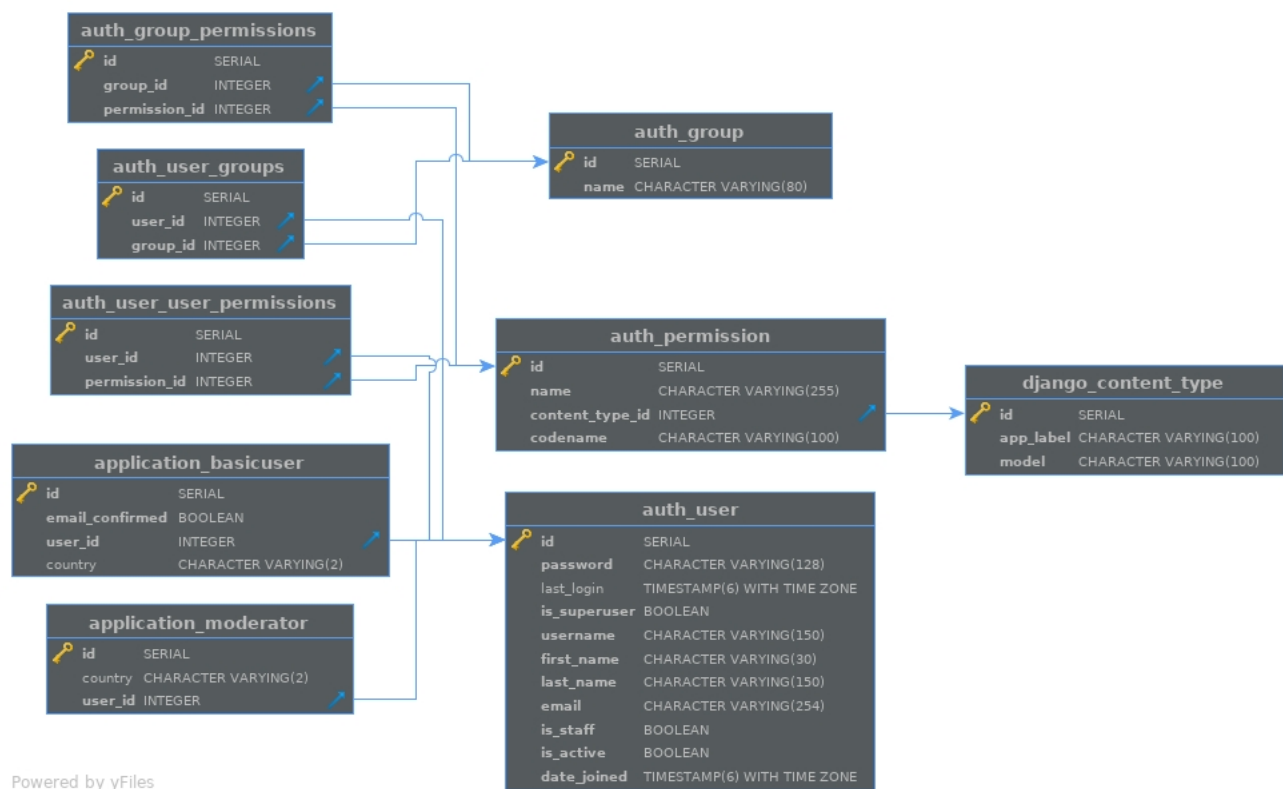 auth_group_permissions
id SERIAL
group_id INTEGER
permission_id INTEGER
auth_group
id SERIAL
name CHARACTER VARYING(80)
auth_user_groups
id SERIAL
user_id INTEGER
group_id INTEGER
auth_user_user_permissions
id SERIAL
user_id INTEGER
permission_id INTEGER
auth_permission
id SERIAL
name CHARACTER VARYING(255)
content_type_id INTEGER
codename CHARACTER VARYING(100)
django_content_type
id SERIAL
app_label CHARACTER VARYING(100)
model CHARACTER VARYING(100)
application_basicuser
id SERIAL
email_confirmed BOOLEAN
user_id INTEGER
country CHARACTER VARYING(2)
auth_user
id SERIAL
password CHARACTER VARYING(128)
last_login TIMESTAMP(6) WITH TIME ZONE
is_superuser BOOLEAN
username CHARACTER VARYING(150)
first_name CHARACTER VARYING(30)
last_name CHARACTER VARYING(150)
email CHARACTER VARYING(254)
is_staff BOOLEAN
is_active BOOLEAN
date_joined TIMESTAMP(6) WITH TIME ZONE
application_moderator
id SERIAL
country CHARACTER VARYING(2)
user_id INTEGER
Powered by yFiles